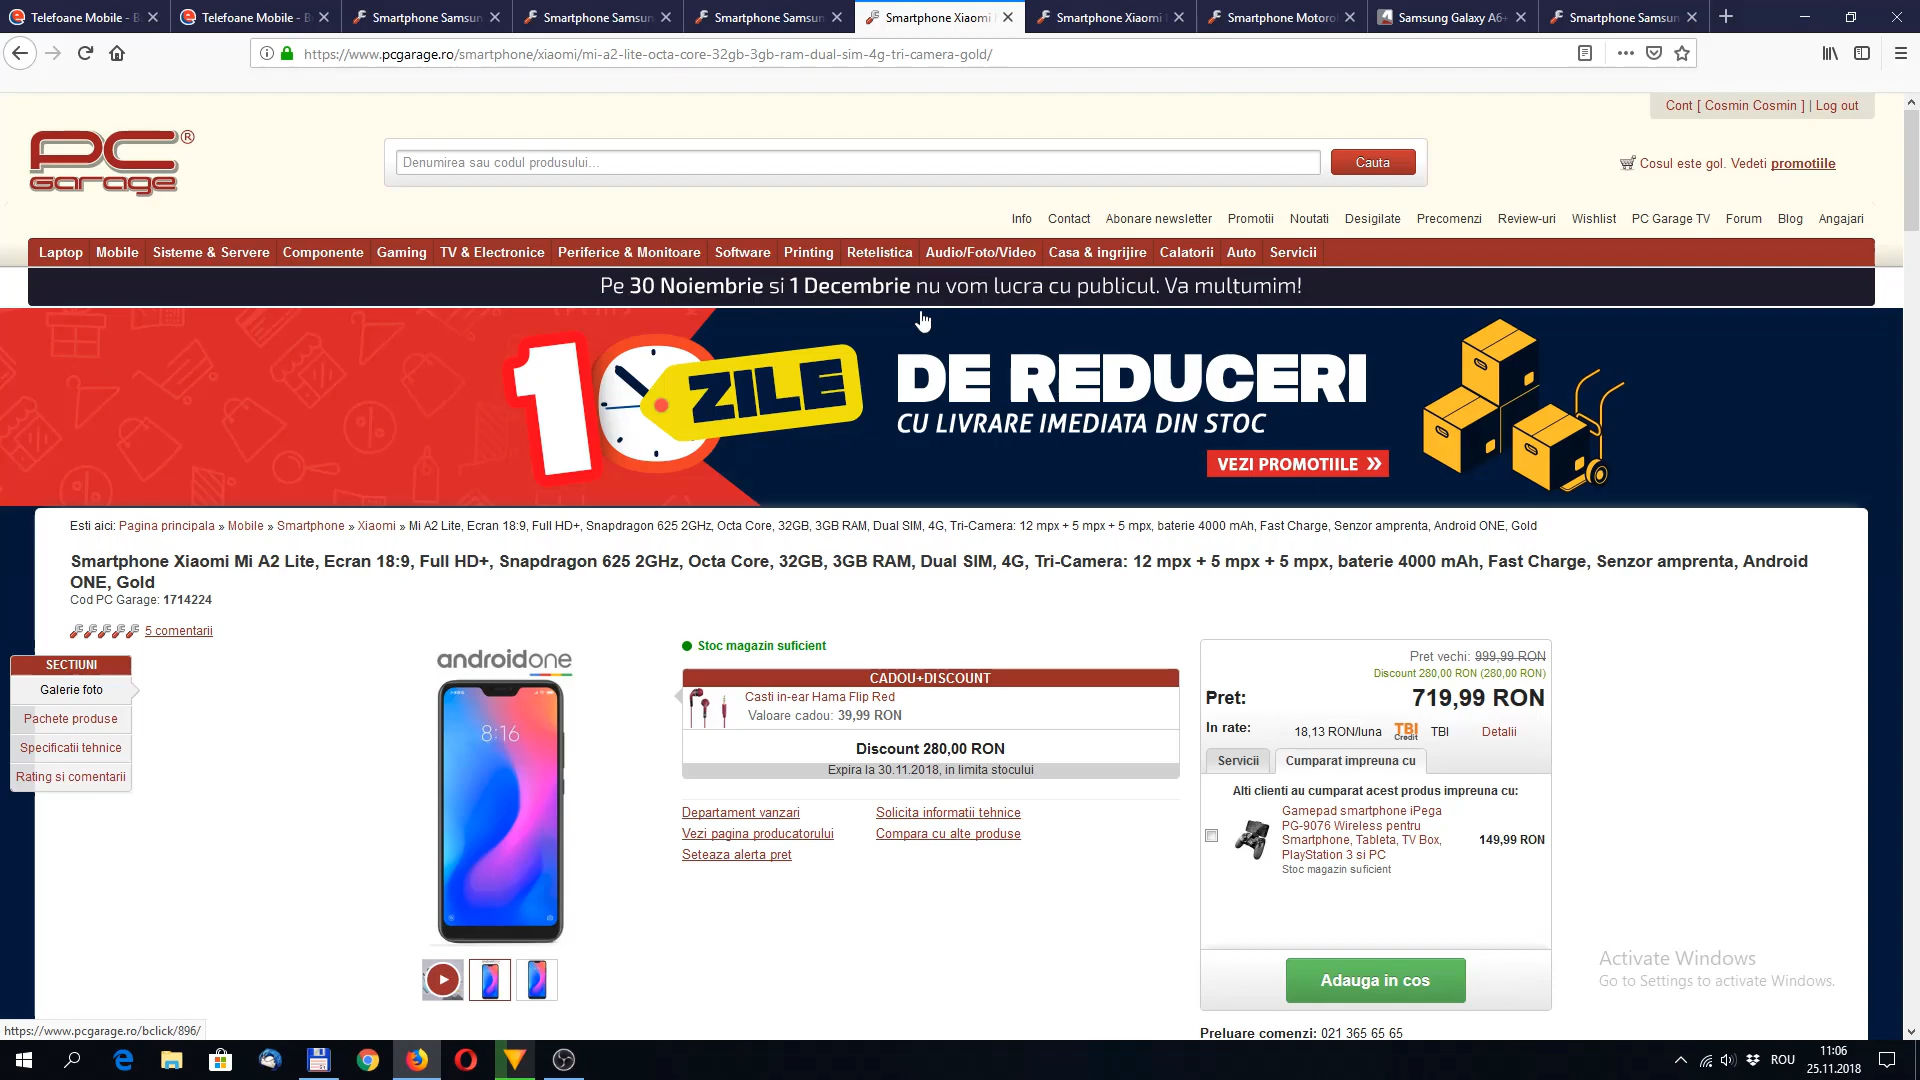 Telefoane Mobile - B
Telefoane Mobile - B
Smartphone Samsun
Smartphone Samsun
Smartphone Samsun
Smartphone Xiaomi
Smartphone Xiaomi
Smartphone Motorol
Samsung Galaxy A6+
Smartphone Samsun
https://www.pcgarage.ro/smartphone/xiaomi/mi-a2-lite-octa-core-32gb-3gb-ram-dual-sim-4g-tri-camera-gold/
Cont [ Cosmin Cosmin ] | Log out
PC Garage ®
Denumirea sau codul produsului...
Cauta
Cosul este gol. Vedeti promotiile
Info Contact Abonare newsletter Promotii Noutati Desigilate Precomenzi Review-uri Wishlist PC Garage TV Forum Blog Angajari
Laptop Mobile Sisteme & Servere Componente Gaming TV & Electronice Periferice & Monitoare Software Printing Retelistica Audio/Foto/Video Casa & ingrijire Calatorii Auto Servicii
Pe 30 Noiembrie si 1 Decembrie nu vom lucra cu publicul. Va multumim!
10 ZILE
DE REDUCERI
CU LIVRARE IMEDIATA DIN STOC
VEZI PROMOTIILE »
Esti aici: Pagina principala » Mobile » Smartphone » Xiaomi » Mi A2 Lite, Ecran 18:9, Full HD+, Snapdragon 625 2GHz, Octa Core, 32GB, 3GB RAM, Dual SIM, 4G, Tri-Camera: 12 mpx + 5 mpx + 5 mpx, baterie 4000 mAh, Fast Charge, Senzor amprenta, Android ONE, Gold
Smartphone Xiaomi Mi A2 Lite, Ecran 18:9, Full HD+, Snapdragon 625 2GHz, Octa Core, 32GB, 3GB RAM, Dual SIM, 4G, Tri-Camera: 12 mpx + 5 mpx + 5 mpx, baterie 4000 mAh, Fast Charge, Senzor amprenta, Android
ONE, Gold
Cod PC Garage: 1714224
5 comentarii
SECTIUNI
Galerie foto
Pachete produse
Specificatii tehnice
Rating si comentarii
androidone
8:16
Stoc magazin suficient
CADOU+DISCOUNT
Casti in-ear Hama Flip Red
Valoare cadou: 39,99 RON
Discount 280,00 RON
Expira la 30.11.2018, in limita stocului
Departament vanzari
Solicita informatii tehnice
Vezi pagina producatorului
Compara cu alte produse
Seteaza alerta pret
Pret vechi: 999,99 RON
Discount 280,00 RON (280,00 RON)
Pret: 719,99 RON
In rate: 18,13 RON/luna TBI Credit TBI Detalii
Servicii
Cumparat impreuna cu
Alti clienti au cumparat acest produs impreuna cu:
Gamepad smartphone iPega
PG-9076 Wireless pentru
Smartphone, Tableta, TV Box,
PlayStation 3 si PC
149,99 RON
Stoc magazin suficient
Adauga in cos
Preluare comenzi: 021 365 65 65
Activate Windows
Go to Settings to activate Windows.
https://www.pcgarage.ro/bclick/896/
ROU
11:06
25.11.2018